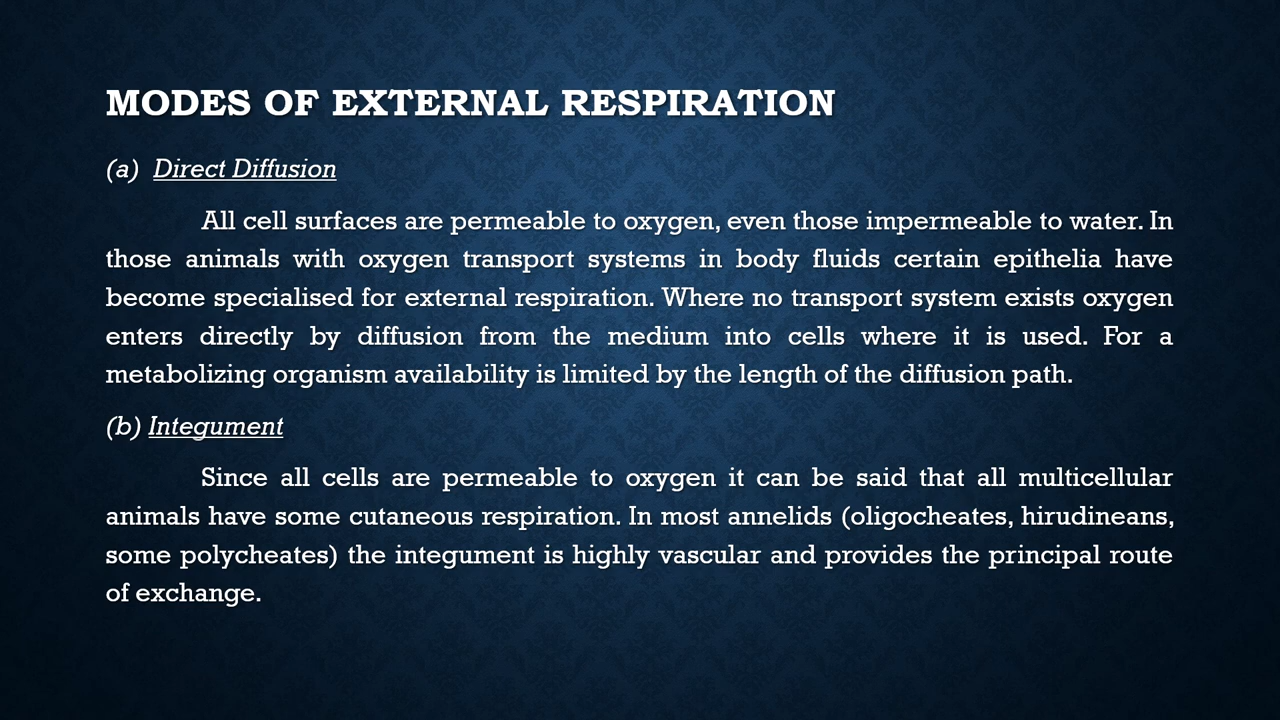 MODES OF EXTERNAL RESPIRATION
(a) Direct Diffusion
All cell surfaces are permeable to oxygen, even those impermeable to water. In
those animals with oxygen transport systems in body fluids certain epithelia have
become specialised for external respiration. Where no transport system exists oxygen
enters directly by diffusion from the medium into cells where it is used. For a
metabolizing organism availability is limited by the length of the diffusion path.
(b) Integument
Since all cells are permeable to oxygen it can be said that all multicellular
animals have some cutaneous respiration. In most annelids (oligocheates, hirudineans,
some polycheates) the integument is highly vascular and provides the principal route
of exchange.